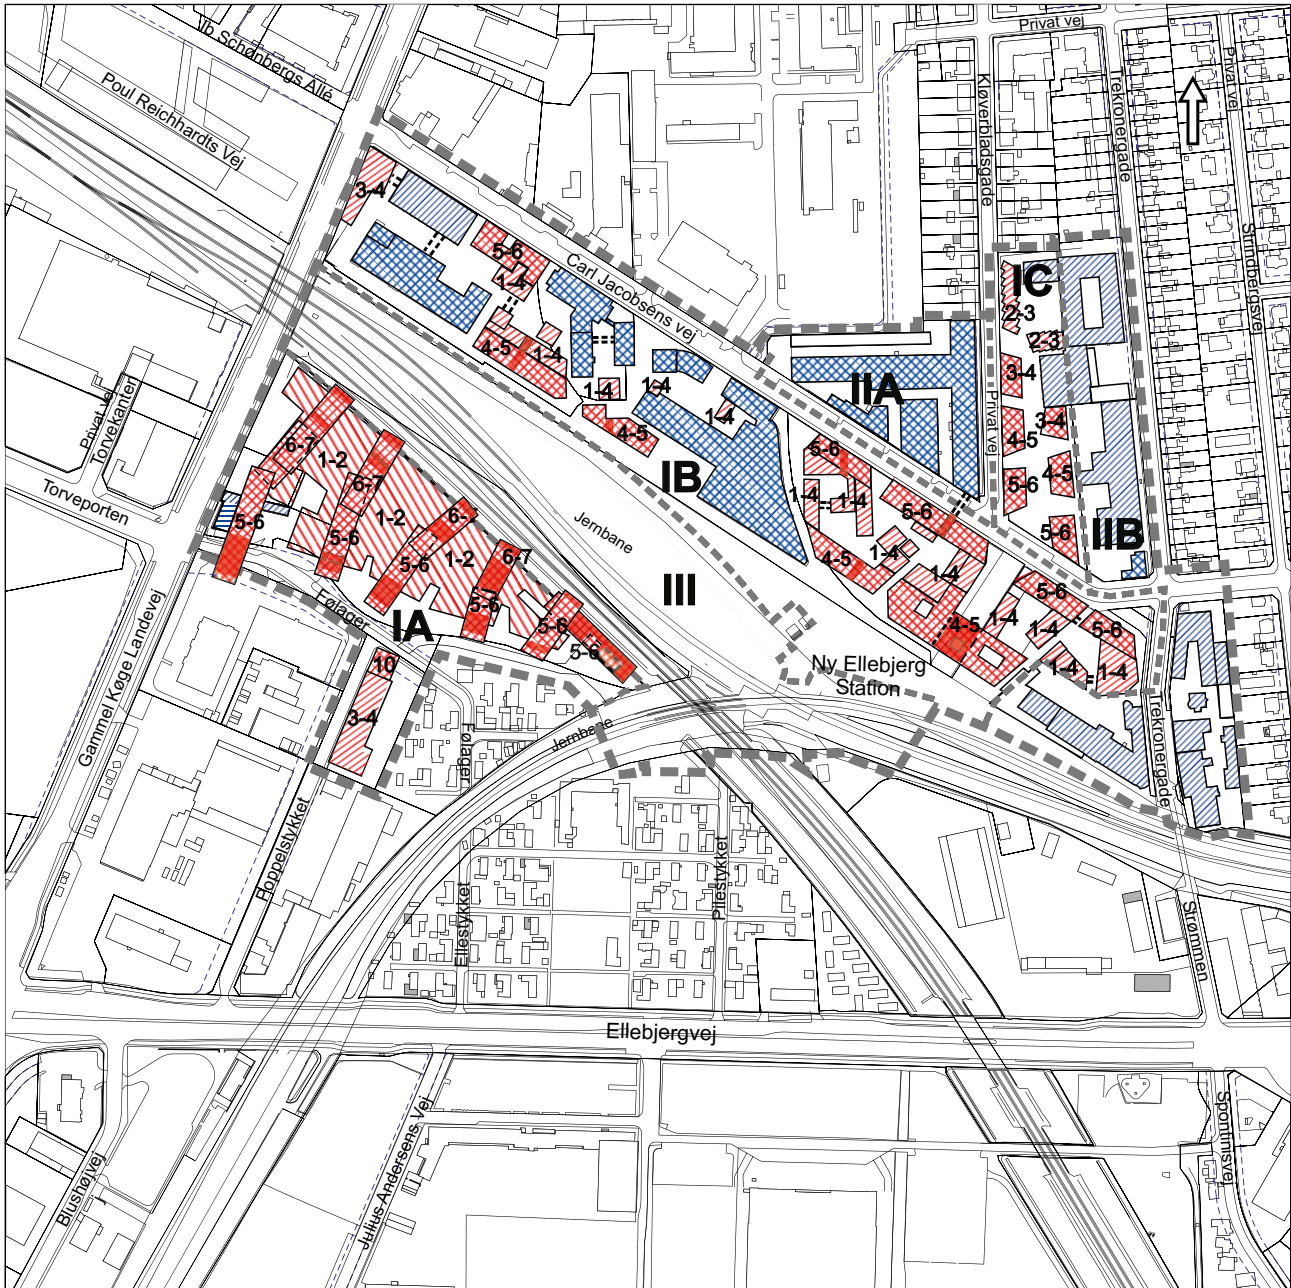 Privat vej
Vilh Schønbergs Allé
Poul Reichhardts Vej
Kløverbladsgade
Trekronergade
Privat vej
Strindbergsvej
3-4
5-6
1-4
Carl Jacobsens vej
IC
2-3
2-3
4-5
1-4
3-4
1-4
1-4
1-4
IIA
Privat vej
3-4
4-5
4-5
5-6
4-5
5-6
IIB
Privat vej
Torvekanten
Torveporten
6-7
1-2
6-7
1-2
6-7
1-2
6-7
5-6
5-6
5-6
5-6
5-6
5-6
IB
5-6
1-4
1-4
5-6
1-4
4-5
1-4
4-5
5-6
1-4
1-4
5-6
1-4
1-4
Jernbane
III
Følager
IA
10
3-4
Gammel Køge Landevej
Ny Ellebjerg
Station
Jernbane
Følager
Trekronergade
Poppelstykket
Ellestykket
Pilestykket
Strømmen
Ellebjergvej
Julius Andersens Vej
Blushøjvej
Spontinisvej